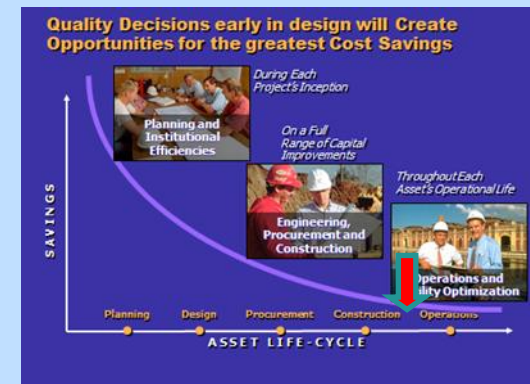 Quality Decisions early in design will Create
Opportunities for the greatest Cost Savings
During Each
Project's Inception
Planning and
Institutional
Efficiencies
On a Full
Range of Capital
Improvements
Engineering,
Procurement and
Construction
Throughout Each
Asset's Operational Life
Operations and
Optimization
SAVINGS
Planning Design Procurement Construction Operations
ASSET LIFE-CYCLE